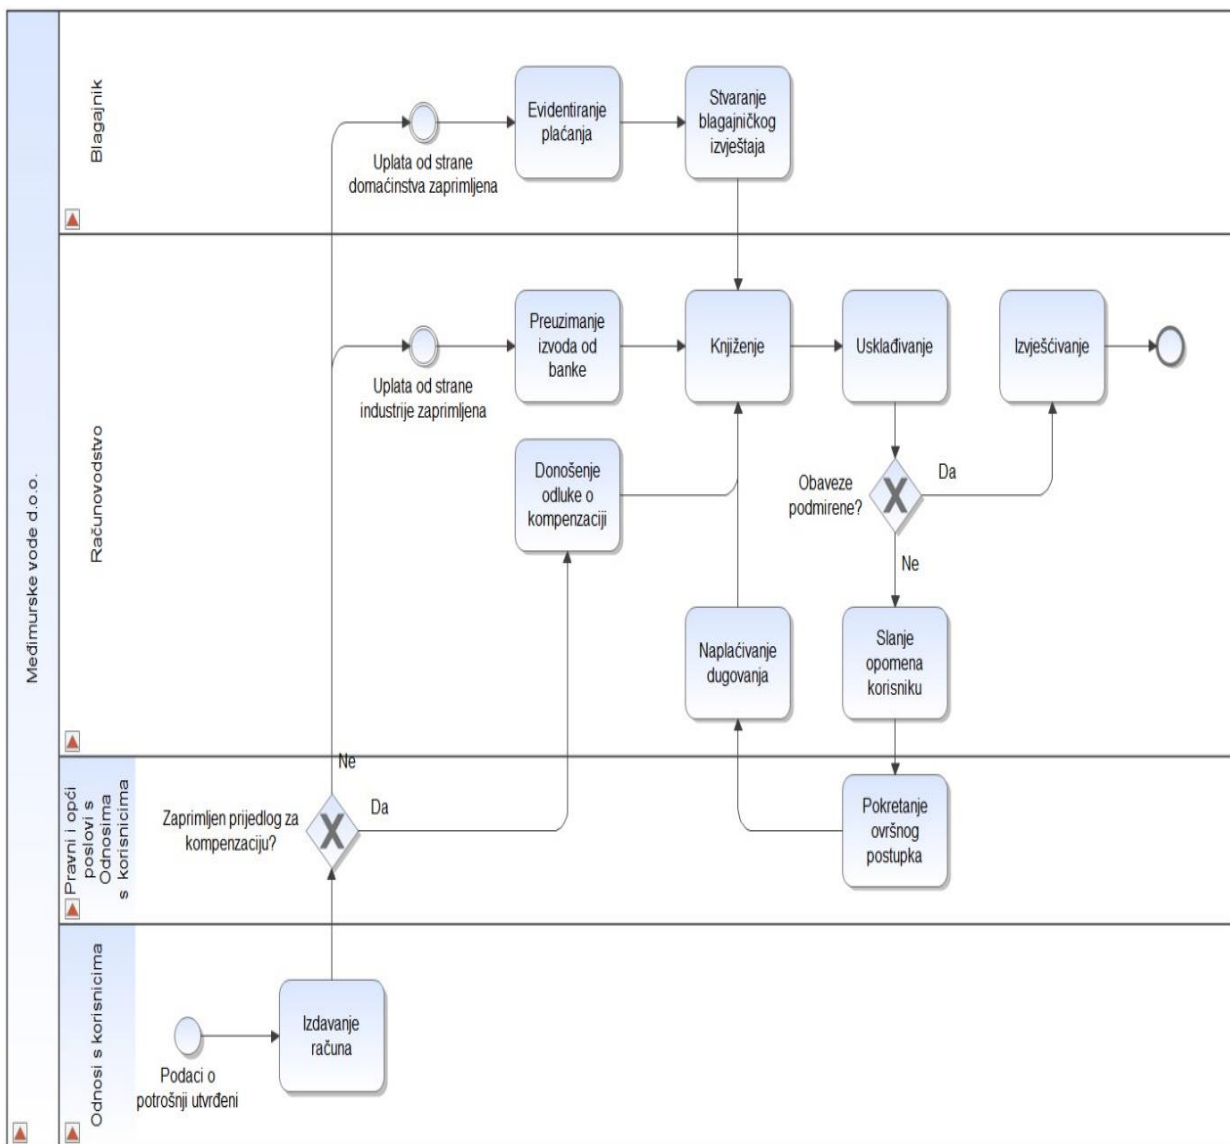 Međimurske vode d.o.o.
Blagajnik
Uplata od strane
domaćinstva zaprimljena
Evidentiranje
plaćanja
Stvaranje
blagajničkog
izvještaja
Računovodstvo
Uplata od strane
industrije zaprimljena
Preuzimanje
izvoda od
banke
Knjiženje
Usklađivanje
Izvješćivanje
Donošenje
odluke o
kompenzaciji
Obaveze
podmirene?
Da
Ne
Naplaćivanje
dugovanja
Slanje
opomena
korisniku
Pravni i opći
poslovi s
Odnosima
s korisnicima
Zaprimljen prijedlog za
kompenzaciju?
Ne
Da
Pokretanje
ovršnog
postupka
Odnosi s korisnicima
Podaci o
potrošnji utvrđeni
Izdavanje
računa